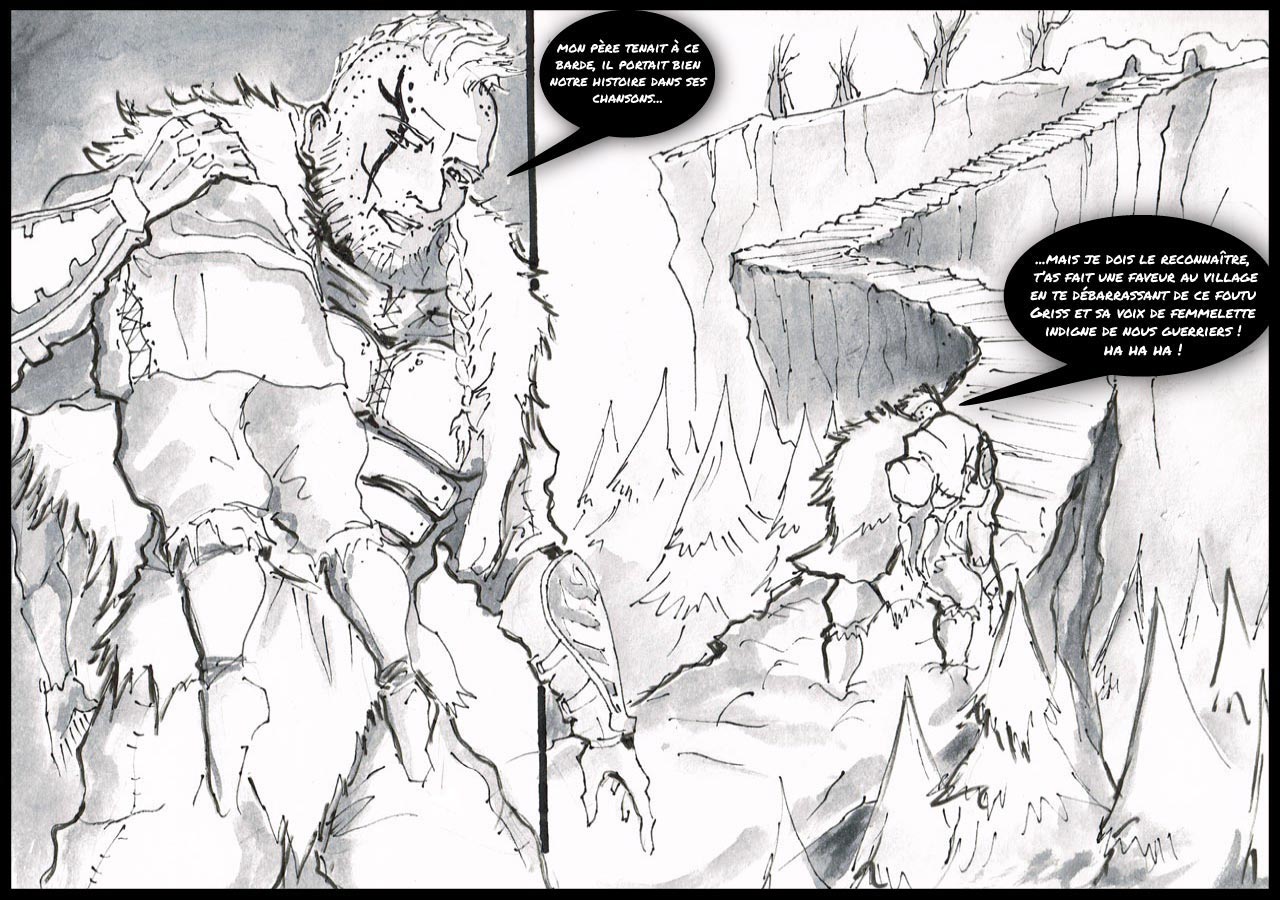 MON PÈRE TENAIT À CE
BARDE, IL PORTAIT BIEN
NOTRE HISTOIRE DANS SES
CHANSONS...
...MAIS JE DOIS LE RECONNAÎTRE,
T'AS FAIT UNE FAVEUR AU VILLAGE
EN TE DÉBARRASSANT DE CE FOUTU
GRISS ET SA VOIX DE FEMMELETTE
INDIGNE DE NOUS GUERRIERS !
HA HA HA !